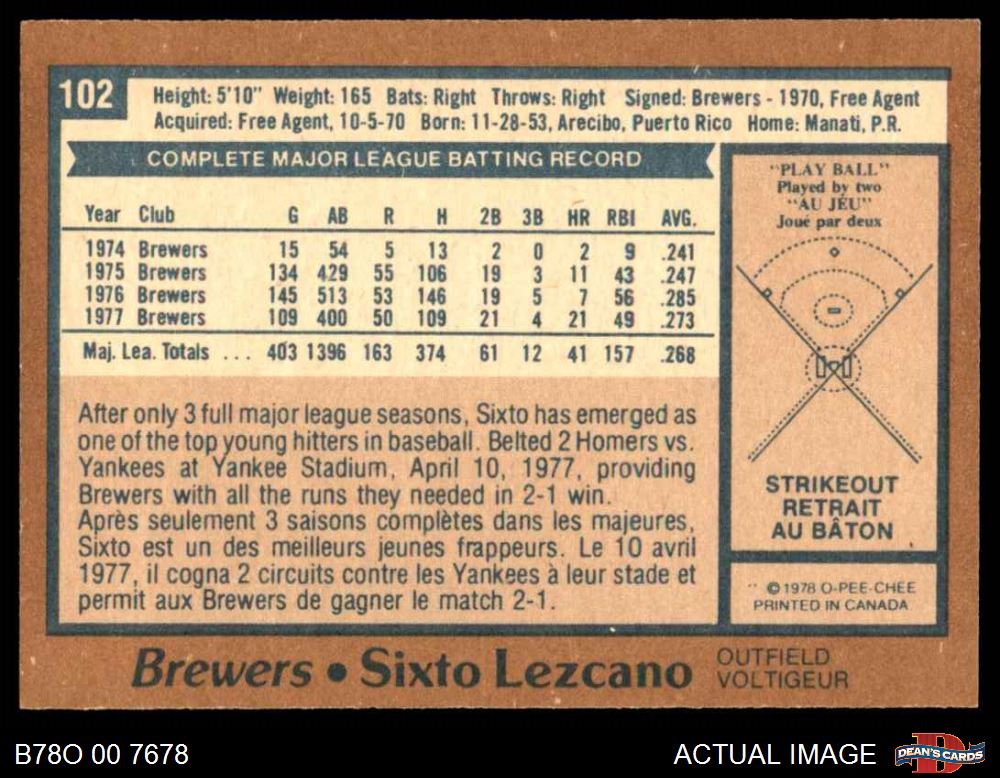 102
Height: 5'10" Weight: 165 Bats: Right Throws: Right Signed: Brewers - 1970, Free Agent
Acquired: Free Agent, 10-5-70 Born: 11-28-53, Arecibo, Puerto Rico Home: Manati, P.R.
COMPLETE MAJOR LEAGUE BATTING RECORD
Year Club G AB R H 2B 3B HR RBI AVG.
1974 Brewers 15 54 5 13 2 0 2 9 .241
1975 Brewers 134 429 55 106 19 3 11 43 .247
1976 Brewers 145 513 53 146 19 5 7 56 .285
1977 Brewers 109 400 50 109 21 4 21 49 .273
Maj. Lea. Totals ... 403 1396 163 374 61 12 41 157 .268
After only 3 full major league seasons, Sixto has emerged as
one of the top young hitters in baseball. Belted 2 Homers vs.
Yankees at Yankee Stadium, April 10, 1977, providing
Brewers with all the runs they needed in 2-1 win.
Après seulement 3 saisons complètes dans les majeures,
Sixto est un des meilleurs jeunes frappeurs. Le 10 avril
1977, il cogna 2 circuits contre les Yankees à leur stade et
permit aux Brewers de gagner le match 2-1.
"PLAY BALL"
Played by two
"AU JÉU"
Joué par deux
STRIKEOUT
RETRAIT
AU BÂTON
© 1978 O-PEE-CHEE
PRINTED IN CANADA
Brewers • Sixto Lezcano
OUTFIELD
VOLTIGEUR
B78O 00 7678
ACTUAL IMAGE
DEAN'S CARDS